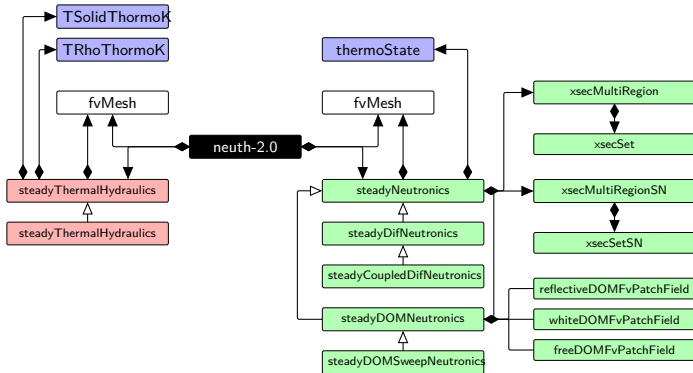 TSolidThormoK
TRhoThormoK
thermoState
fvMesh
fvMesh
xsecMultiRegion
neuth-2.0
xsecSet
steadyThermalHydraulics
steadyNeutronics
xsecMultiRegionSN
steadyThermalHydraulics
steadyDifNeutronics
xsecSetSN
steadyCoupledDifNeutronics
reflectiveDOMFvPatchField
steadyDOMNeutronics
whiteDOMFvPatchField
freeDOMFvPatchField
steadyDOMSweepNeutronics